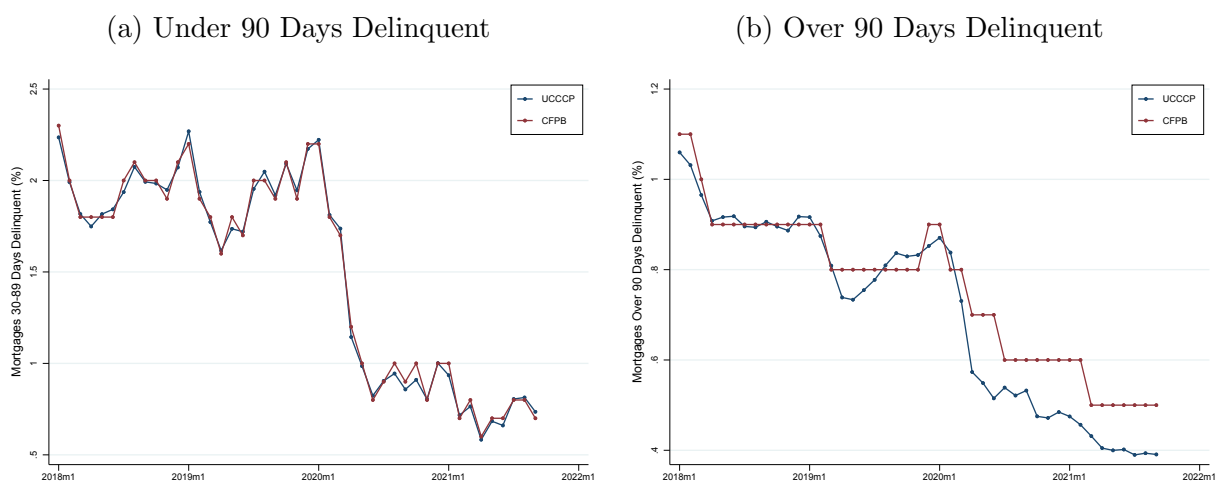 (a) Under 90 Days Delinquent
Mortgages 30-89 Days Delinquent (%)
2.5
2
1.5
1
.5
2018m1
2019m1
2020m1
2021m1
2022m1
UCCCP
CFPB
(b) Over 90 Days Delinquent
Mortgages Over 90 Days Delinquent (%)
1.2
1
.8
.6
.4
2018m1
2019m1
2020m1
2021m1
2022m1
UCCCP
CFPB